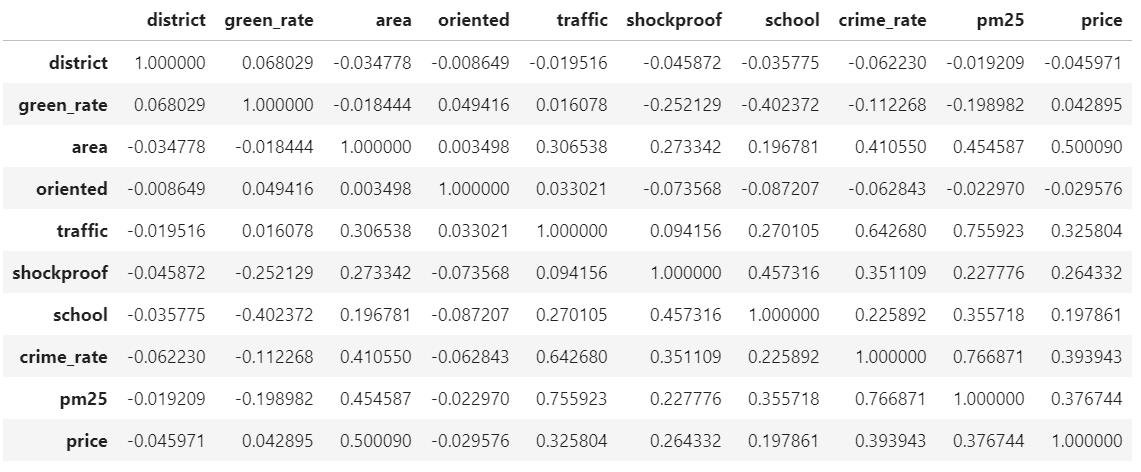 district green_rate area oriented traffic shockproof school crime_rate pm25 price
district 1.000000 0.068029 -0.034778 -0.008649 -0.019516 -0.045872 -0.035775 -0.062230 -0.019209 -0.045971
green_rate 0.068029 1.000000 -0.018444 0.049416 0.016078 -0.252129 -0.402372 -0.112268 -0.198982 0.042895
area -0.034778 -0.018444 1.000000 0.003498 0.306538 0.273342 0.196781 0.410550 0.454587 0.500090
oriented -0.008649 0.049416 0.003498 1.000000 0.033021 -0.073568 -0.087207 -0.062843 -0.022970 -0.029576
traffic -0.019516 0.016078 0.306538 0.033021 1.000000 0.094156 0.270105 0.642680 0.755923 0.325804
shockproof -0.045872 -0.252129 0.273342 -0.073568 0.094156 1.000000 0.457316 0.351109 0.227776 0.264332
school -0.035775 -0.402372 0.196781 -0.087207 0.270105 0.457316 1.000000 0.225892 0.355718 0.197861
crime_rate -0.062230 -0.112268 0.410550 -0.062843 0.642680 0.351109 0.225892 1.000000 0.766871 0.393943
pm25 -0.019209 -0.198982 0.454587 -0.022970 0.755923 0.227776 0.355718 0.766871 1.000000 0.376744
price -0.045971 0.042895 0.500090 -0.029576 0.325804 0.264332 0.197861 0.393943 0.376744 1.000000